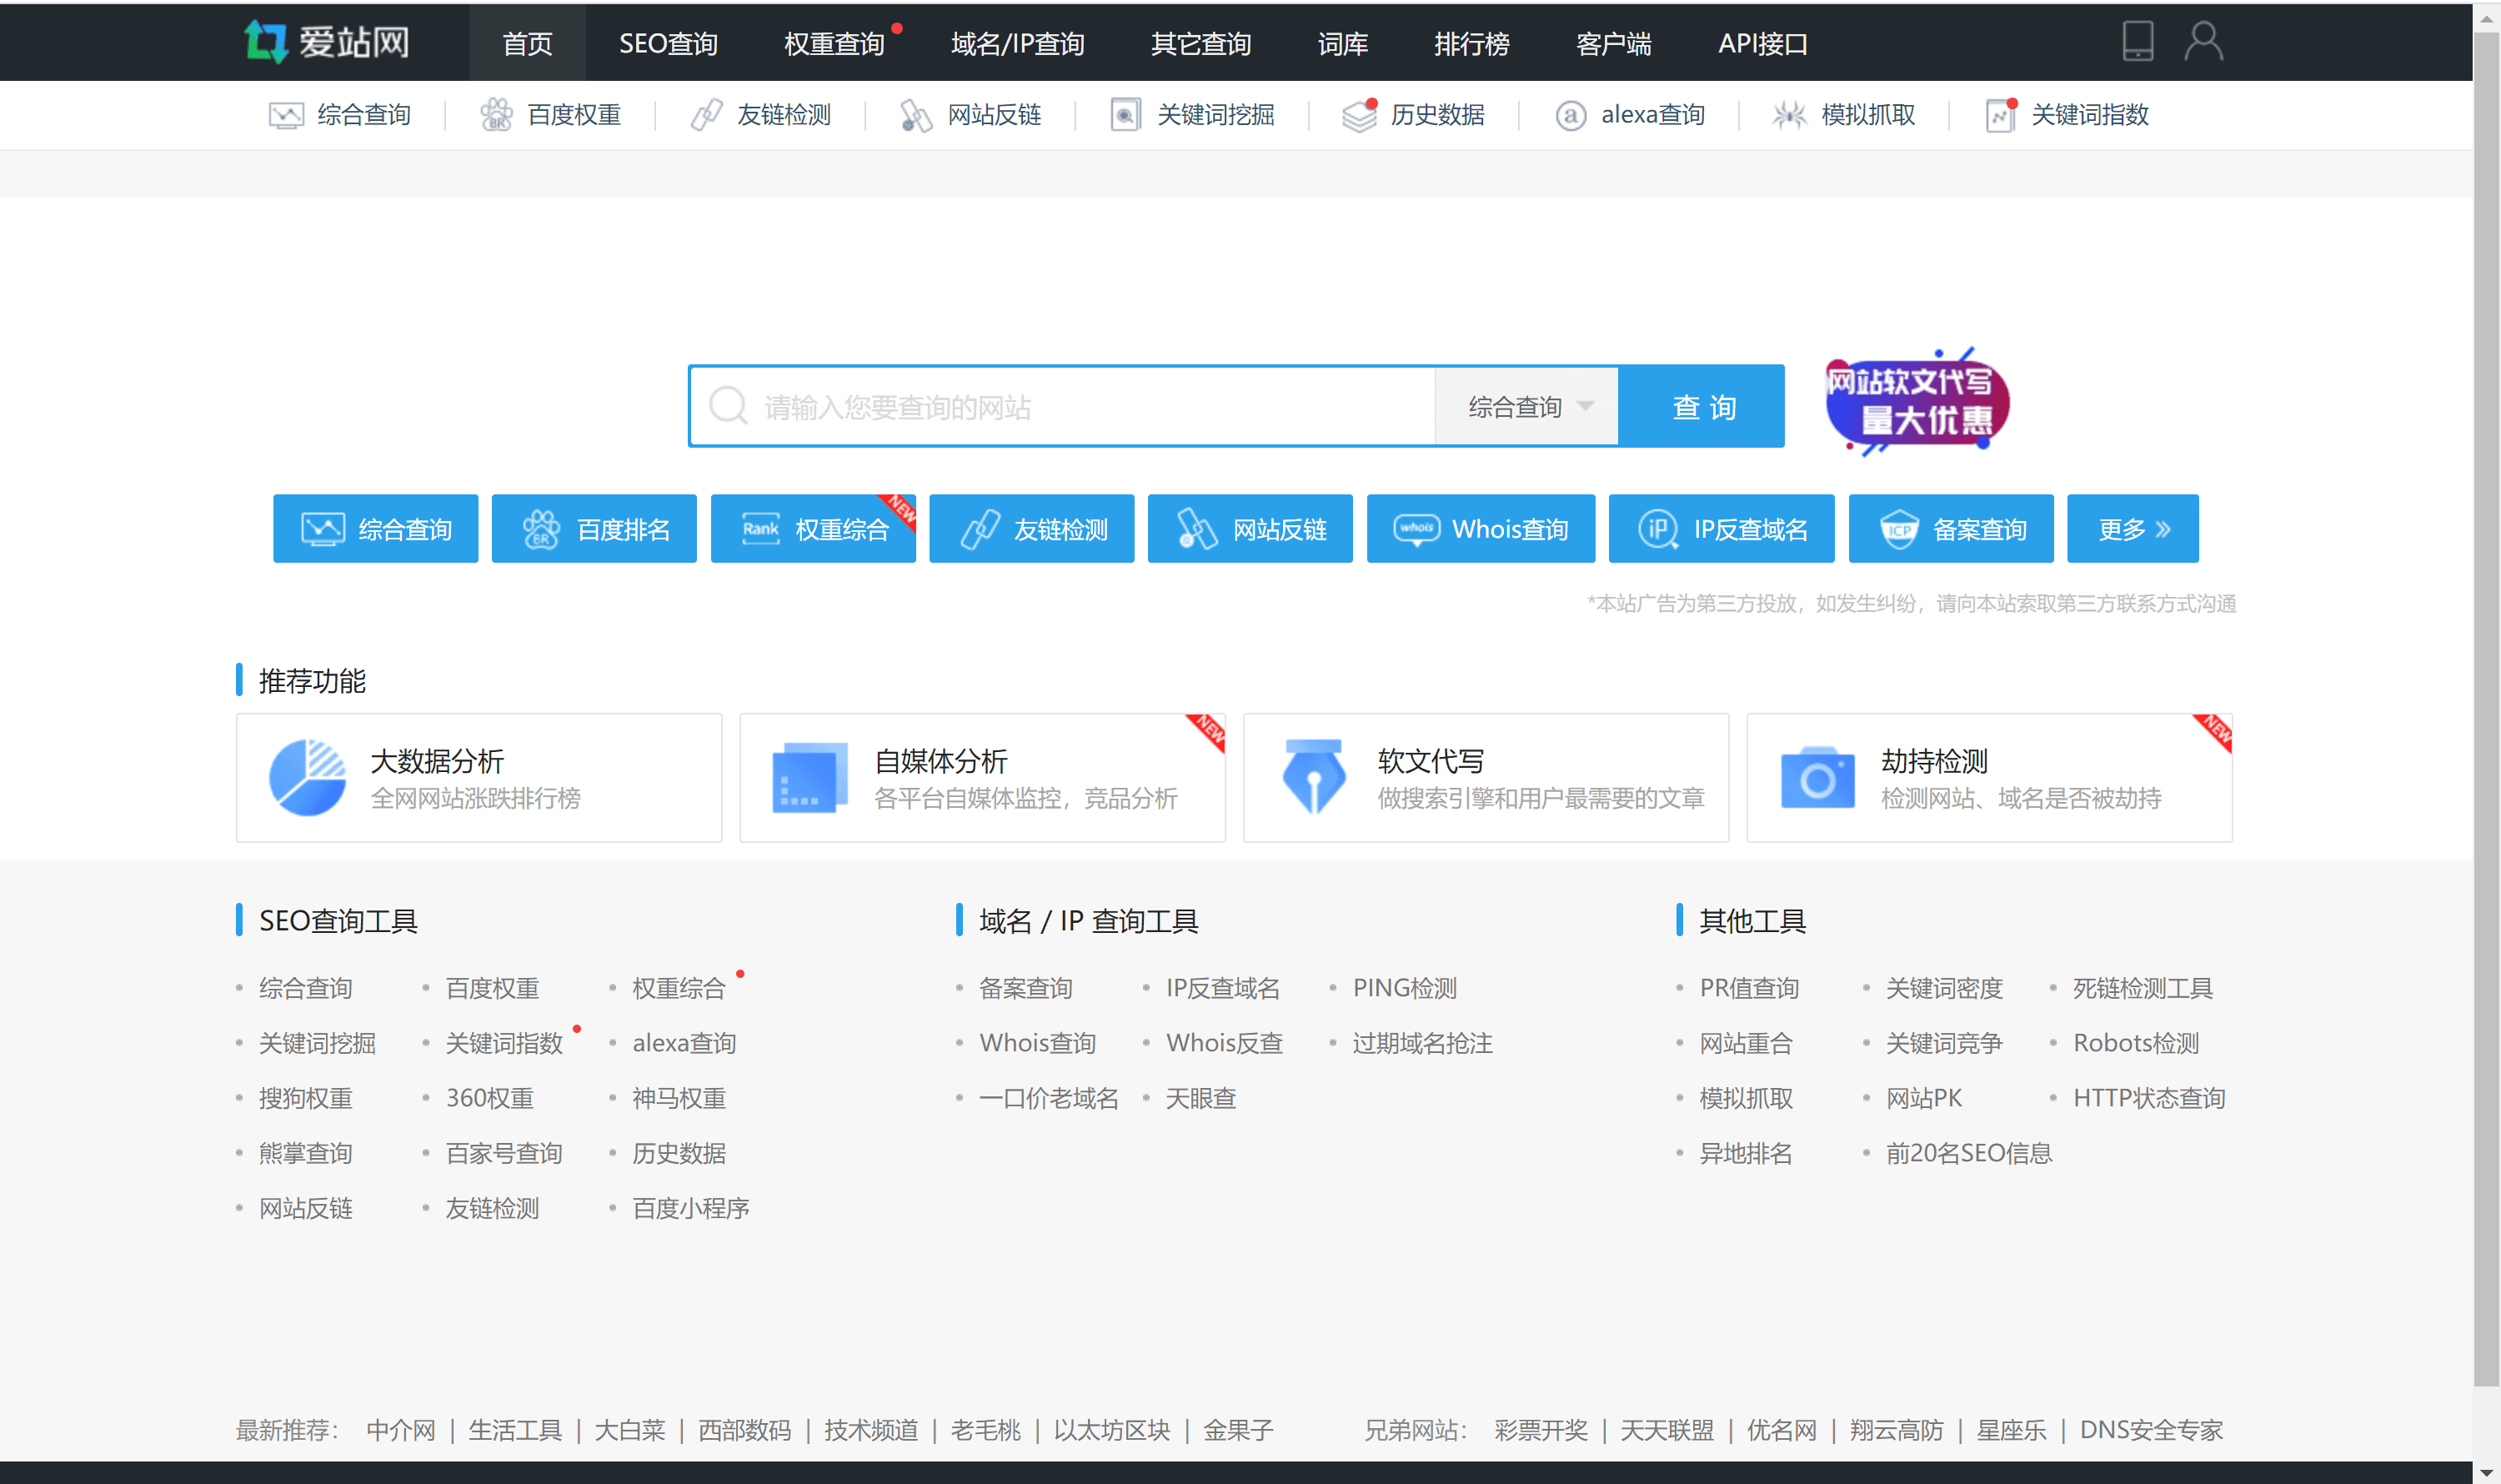 爱站网 首页 SEO查询 权重查询 域名/IP查询 其它查询 词库 排行榜 客户端 API接口
综合查询 百度权重 友链检测 网站反链 关键词挖掘 历史数据 alexa查询 模拟抓取 关键词指数
请输入您要查询的网站 综合查询 查 询
网站软文代写
量大优惠
综合查询 BR 百度排名 Rank 权重综合 NEW 友链检测 网站反链 whois Whois查询 iP IP反查域名 ICP 备案查询 更多 »
*本站广告为第三方投放，如发生纠纷，请向本站索取第三方联系方式沟通
推荐功能
大数据分析
全网网站涨跌排行榜
自媒体分析 NEW
各平台自媒体监控，竞品分析
软文代写
做搜索引擎和用户最需要的文章
劫持检测 NEW
检测网站、域名是否被劫持
SEO查询工具
综合查询 百度权重 权重综合
关键词挖掘 关键词指数 alexa查询
搜狗权重 360权重 神马权重
熊掌查询 百家号查询 历史数据
网站反链 友链检测 百度小程序
域名 / IP 查询工具
备案查询 IP反查域名 PING检测
Whois查询 Whois反查 过期域名抢注
一口价老域名 天眼查
其他工具
PR值查询 关键词密度 死链检测工具
网站重合 关键词竞争 Robots检测
模拟抓取 网站PK HTTP状态查询
异地排名 前20名SEO信息
最新推荐： 中介网 | 生活工具 | 大白菜 | 西部数码 | 技术频道 | 老毛桃 | 以太坊区块 | 金果子
兄弟网站： 彩票开奖 | 天天联盟 | 优名网 | 翔云高防 | 星座乐 | DNS安全专家